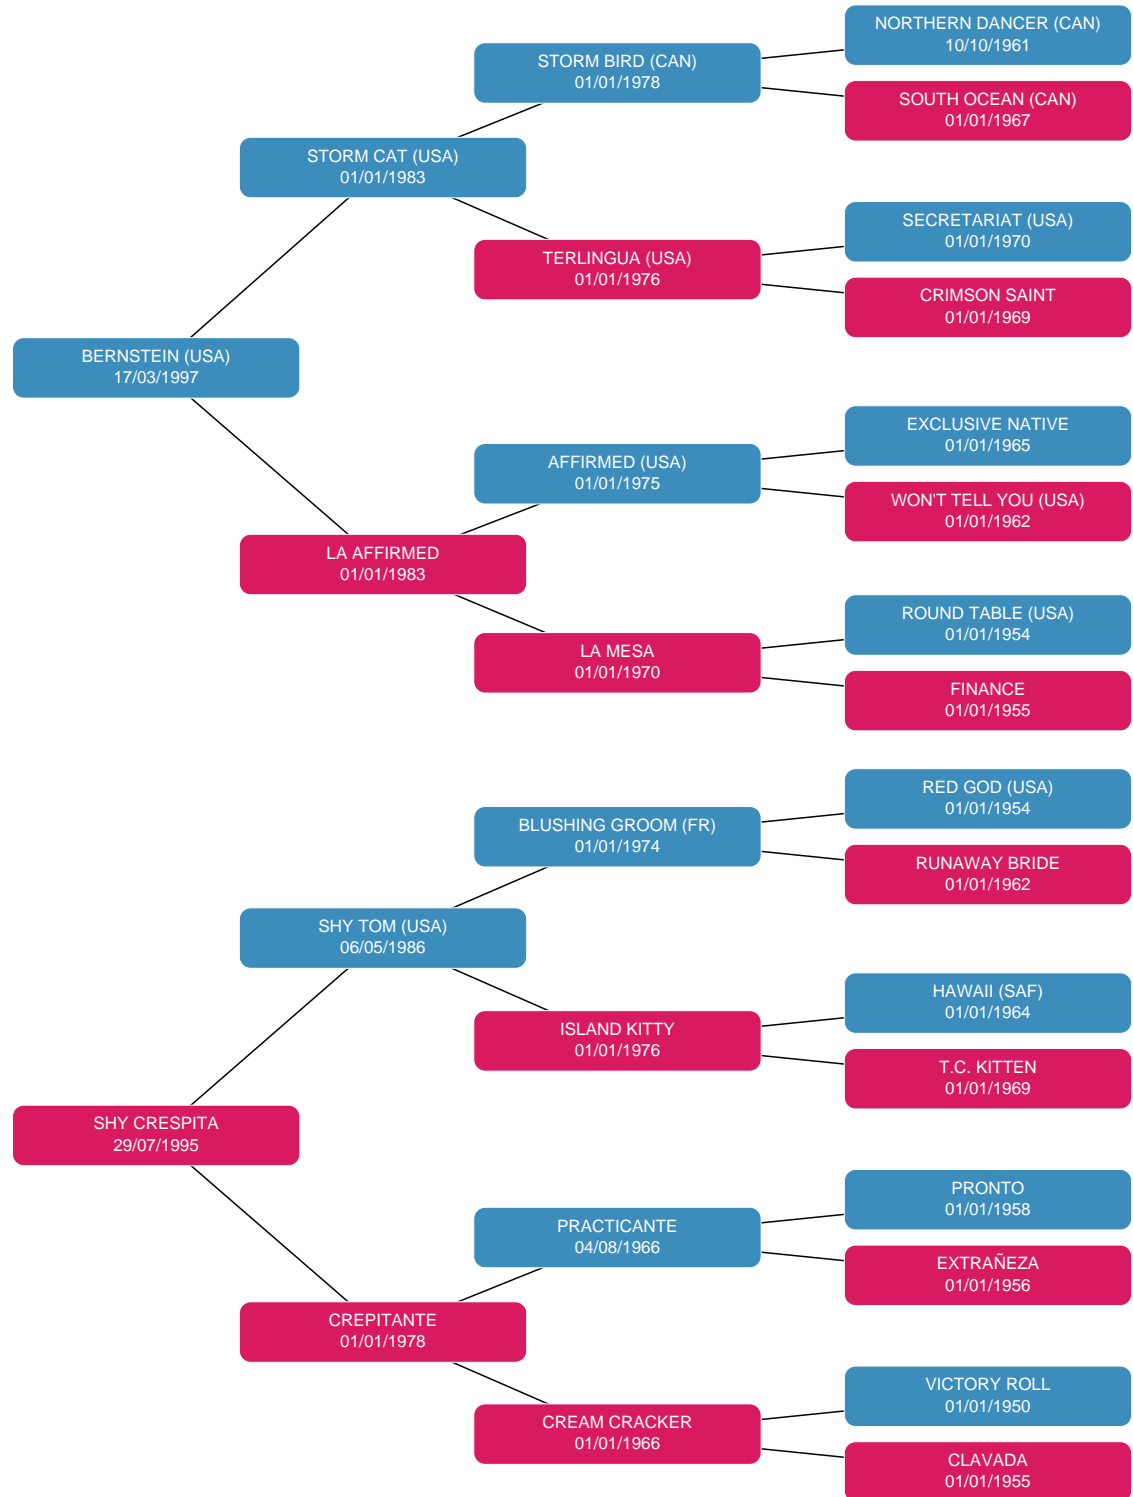 NORTHERN DANCER (CAN)
10/10/1961
STORM BIRD (CAN)
01/01/1978
SOUTH OCEAN (CAN)
01/01/1967
STORM CAT (USA)
01/01/1983
SECRETARIAT (USA)
01/01/1970
TERLINGUA (USA)
01/01/1976
CRIMSON SAINT
01/01/1969
BERNSTEIN (USA)
17/03/1997
EXCLUSIVE NATIVE
01/01/1965
AFFIRMED (USA)
01/01/1975
WON'T TELL YOU (USA)
01/01/1962
LA AFFIRMED
01/01/1983
ROUND TABLE (USA)
01/01/1954
LA MESA
01/01/1970
FINANCE
01/01/1955
RED GOD (USA)
01/01/1954
BLUSHING GROOM (FR)
01/01/1974
RUNAWAY BRIDE
01/01/1962
SHY TOM (USA)
06/05/1986
HAWAII (SAF)
01/01/1964
ISLAND KITTY
01/01/1976
T.C. KITTEN
01/01/1969
SHY CRESPITA
29/07/1995
PRONTO
01/01/1958
PRACTICANTE
04/08/1966
EXTRAÑEZA
01/01/1956
CREPITANTE
01/01/1978
VICTORY ROLL
01/01/1950
CREAM CRACKER
01/01/1966
CLAVADA
01/01/1955